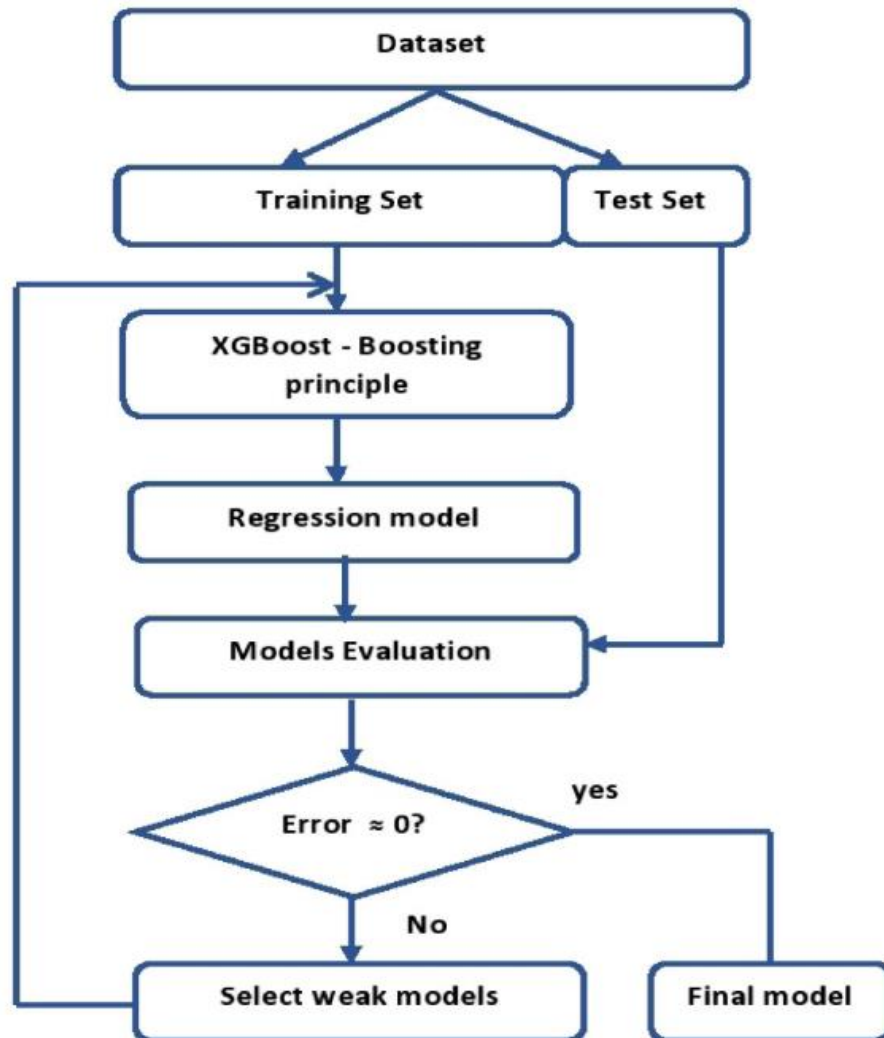 Dataset
Training Set
Test Set
XGBoost - Boosting
principle
Regression model
Models Evaluation
Error ≈ 0?
yes
No
Select weak models
Final model